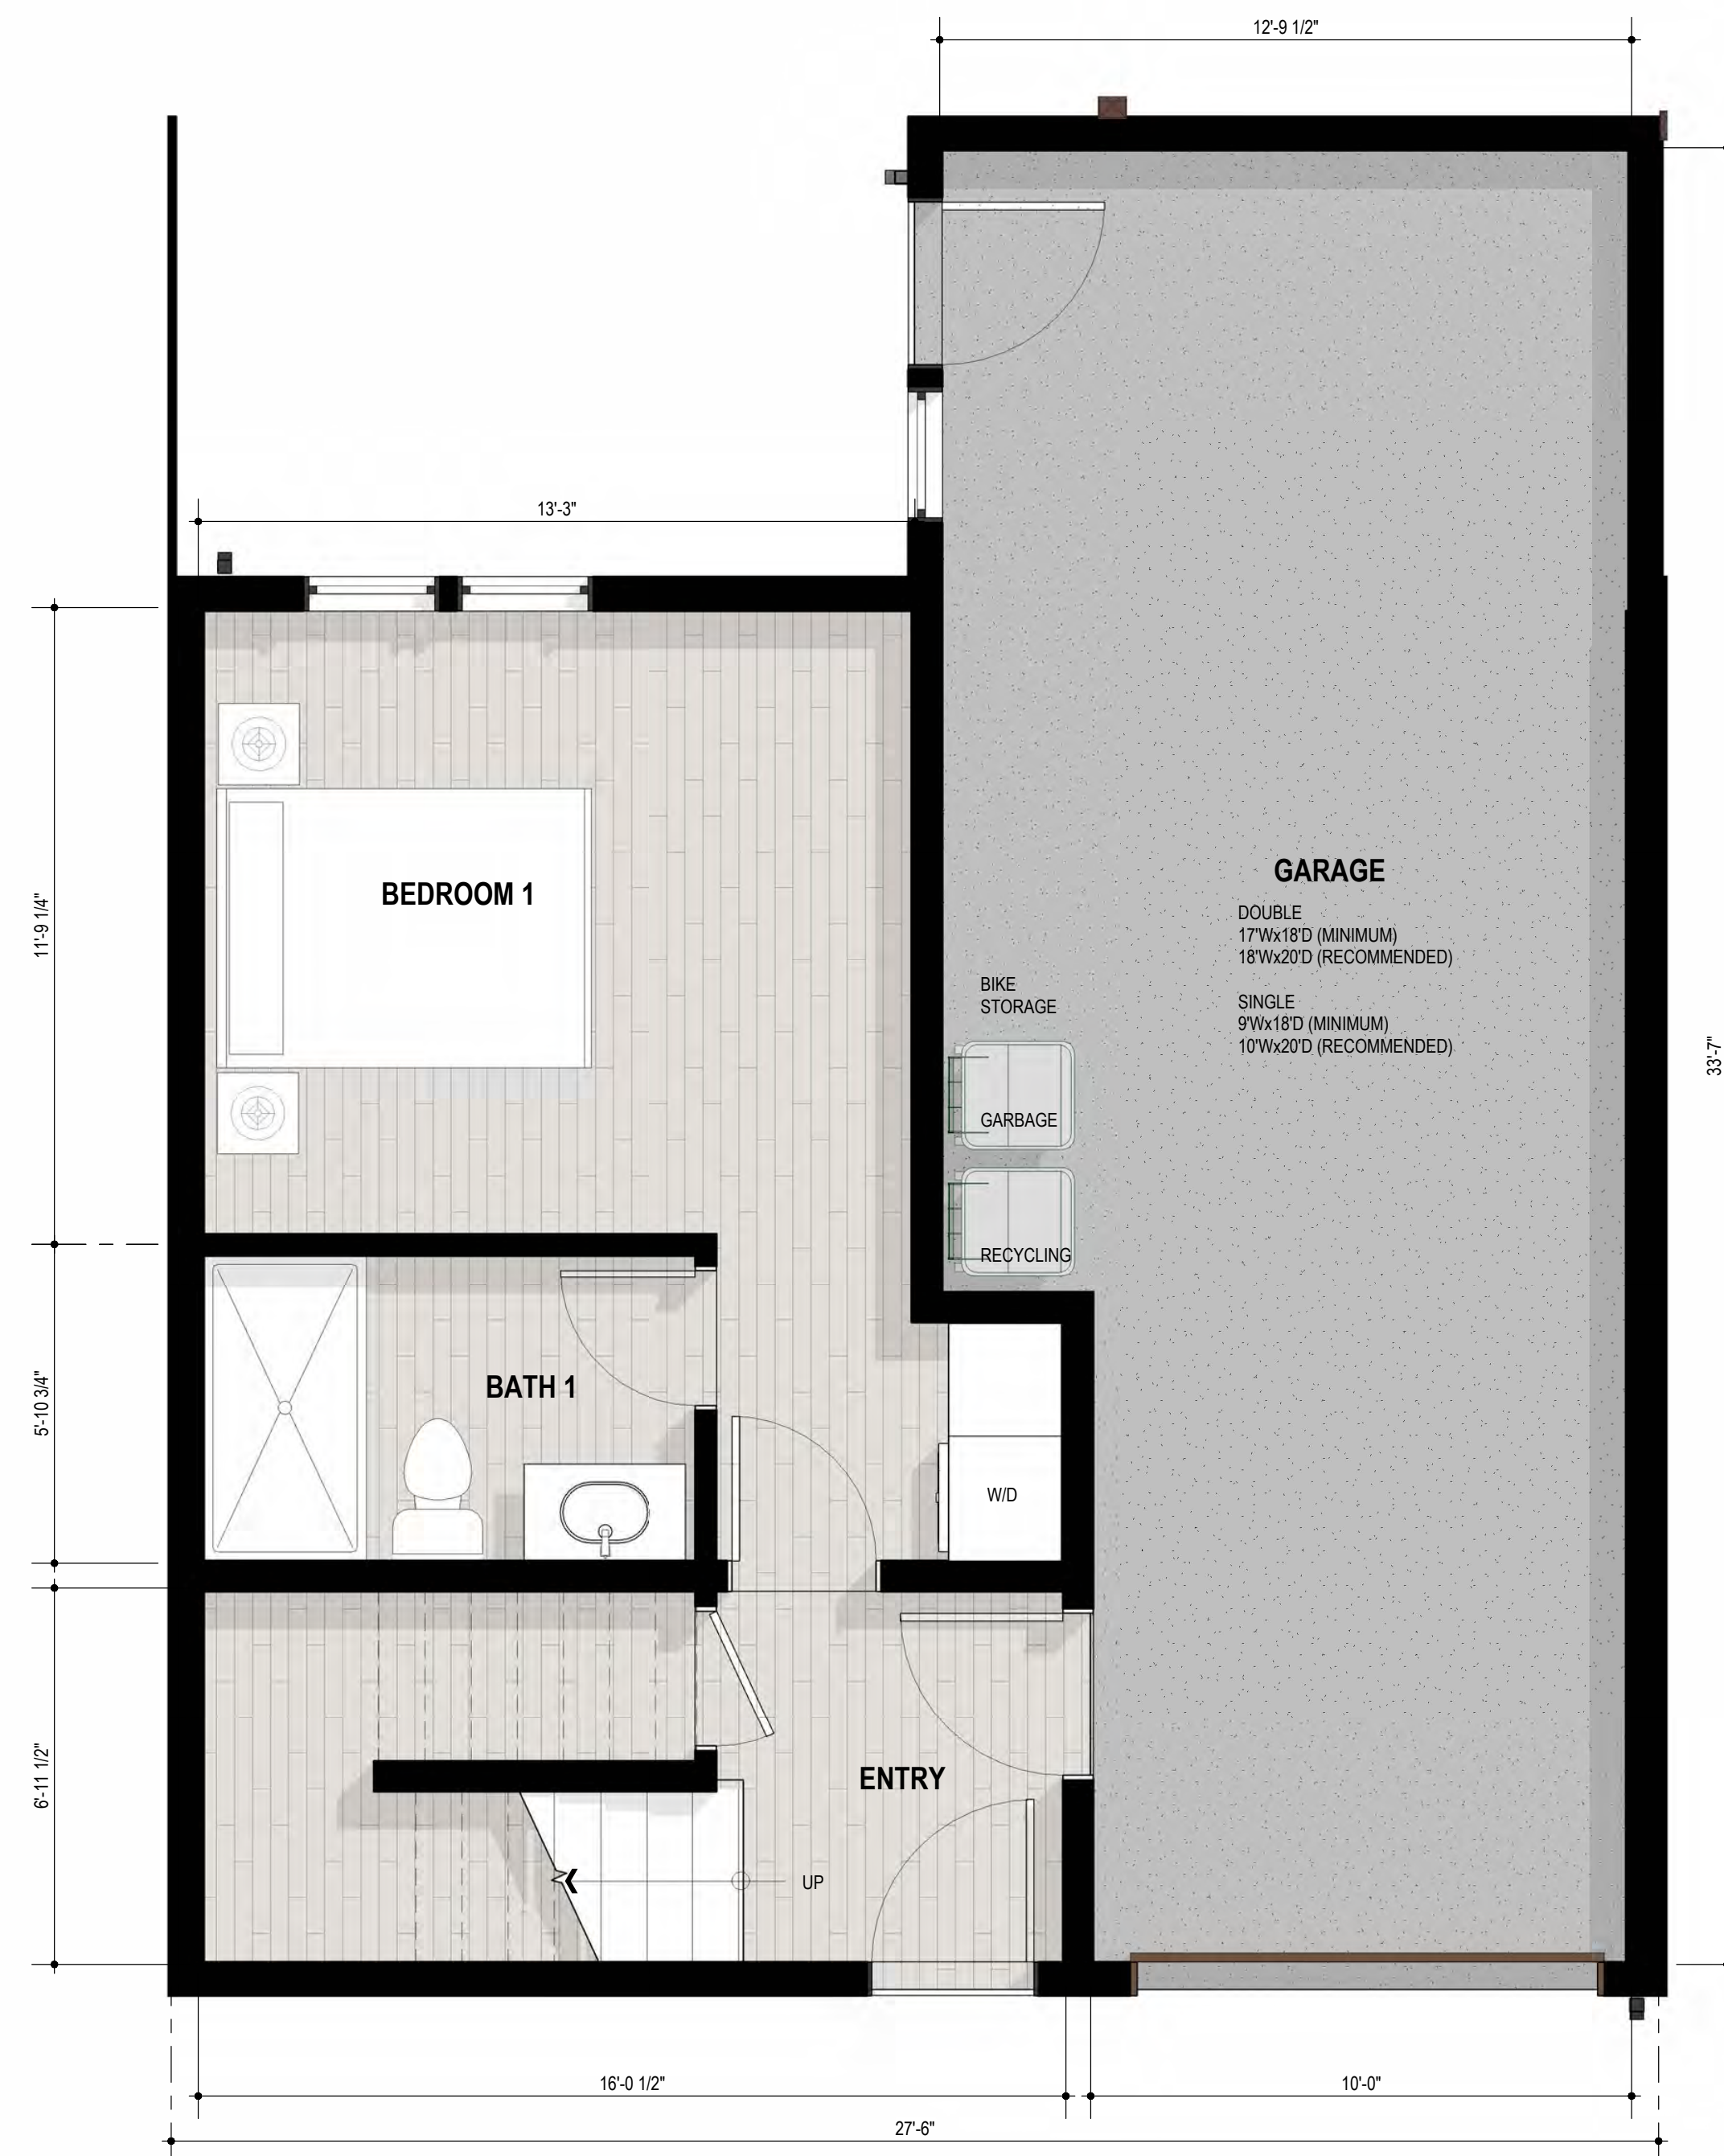 12'-9 1/2"
13'-3"
11'-9 1/4"
BEDROOM 1
GARAGE
DOUBLE
17'Wx18'D (MINIMUM)
18'Wx20'D (RECOMMENDED)
SINGLE
9'Wx18'D (MINIMUM)
10'Wx20'D (RECOMMENDED)
BIKE
STORAGE
33'-7"
GARBAGE
RECYCLING
5'-10 3/4"
BATH 1
W/D
6'-11 1/2"
ENTRY
UP
16'-0 1/2"
10'-0"
27'-6"